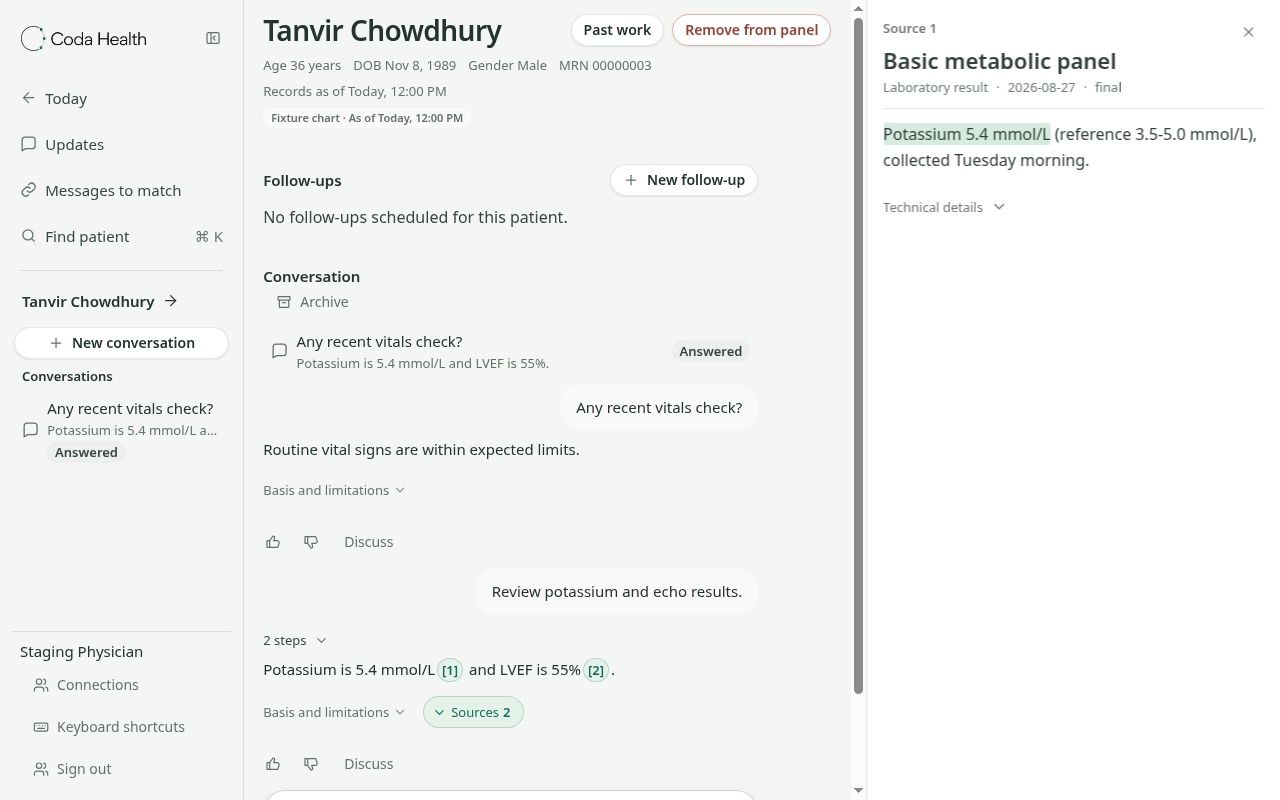 Coda Health
Today
Updates
Messages to match
Find patient ⌘ K
Tanvir Chowdhury
New conversation
Conversations
Any recent vitals check?
Potassium is 5.4 mmol/L a...
Answered
Staging Physician
Connections
Keyboard shortcuts
Sign out
Tanvir Chowdhury
Past work
Remove from panel
Age 36 years DOB Nov 8, 1989 Gender Male MRN 00000003
Records as of Today, 12:00 PM
Fixture chart · As of Today, 12:00 PM
Follow-ups
New follow-up
No follow-ups scheduled for this patient.
Conversation
Archive
Any recent vitals check?
Potassium is 5.4 mmol/L and LVEF is 55%.
Answered
Any recent vitals check?
Routine vital signs are within expected limits.
Basis and limitations
Discuss
Review potassium and echo results.
2 steps
Potassium is 5.4 mmol/L [1] and LVEF is 55% [2] .
Basis and limitations
Sources 2
Discuss
Source 1
Basic metabolic panel
Laboratory result · 2026-08-27 · final
Potassium 5.4 mmol/L (reference 3.5-5.0 mmol/L),
collected Tuesday morning.
Technical details